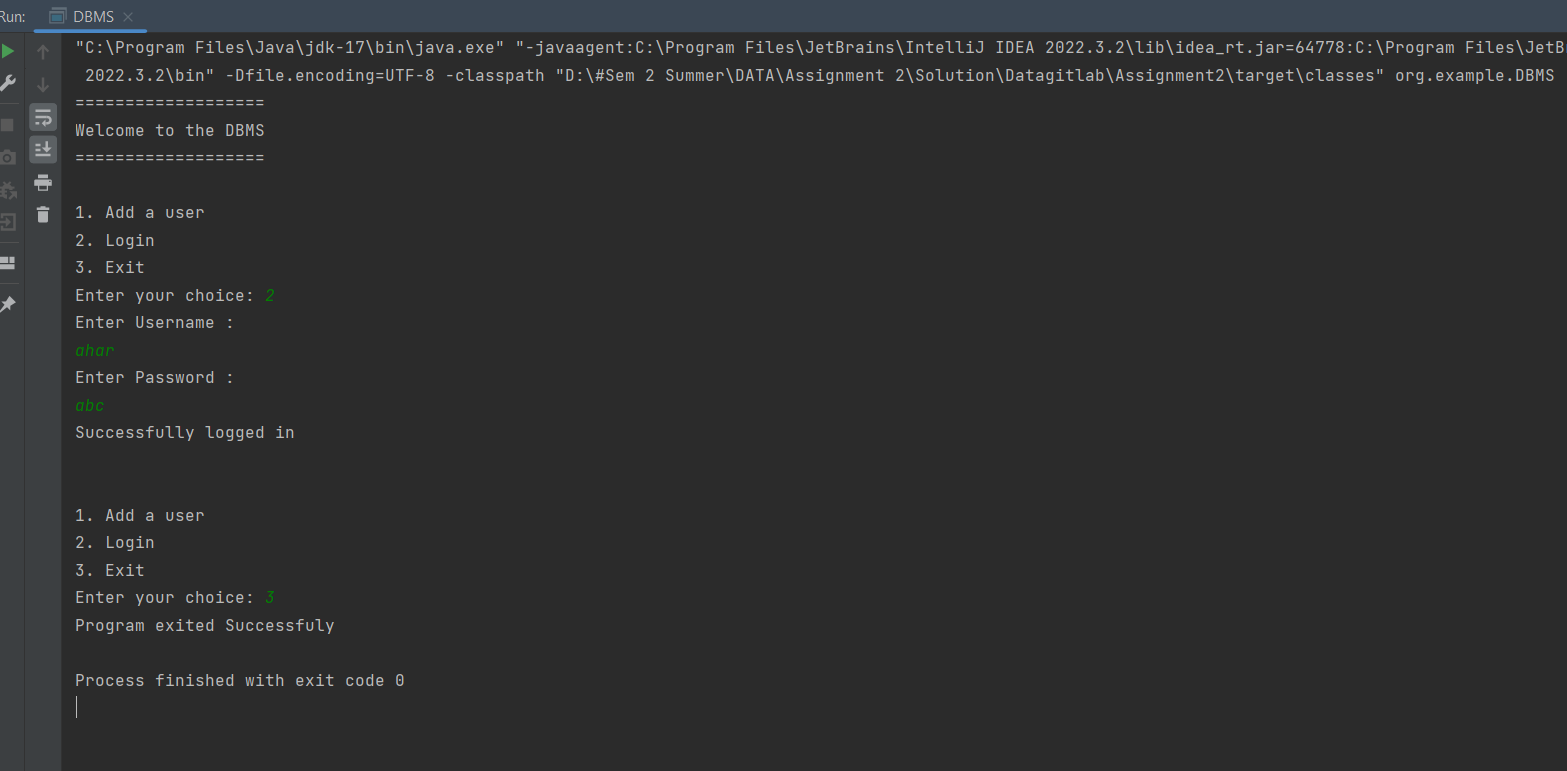 Run: DBMS
"C:\Program Files\Java\jdk-17\bin\java.exe" "-javaagent:C:\Program Files\JetBrains\IntelliJ IDEA 2022.3.2\lib\idea_rt.jar=64778:C:\Program Files\JetB
2022.3.2\bin" -Dfile.encoding=UTF-8 -classpath "D:\#Sem 2 Summer\DATA\Assignment 2\Solution\Datagitlab\Assignment2\target\classes" org.example.DBMS
===================
Welcome to the DBMS
===================
1. Add a user
2. Login
3. Exit
Enter your choice: 2
Enter Username :
ahar
Enter Password :
abc
Successfully logged in
1. Add a user
2. Login
3. Exit
Enter your choice: 3
Program exited Successfuly
Process finished with exit code 0